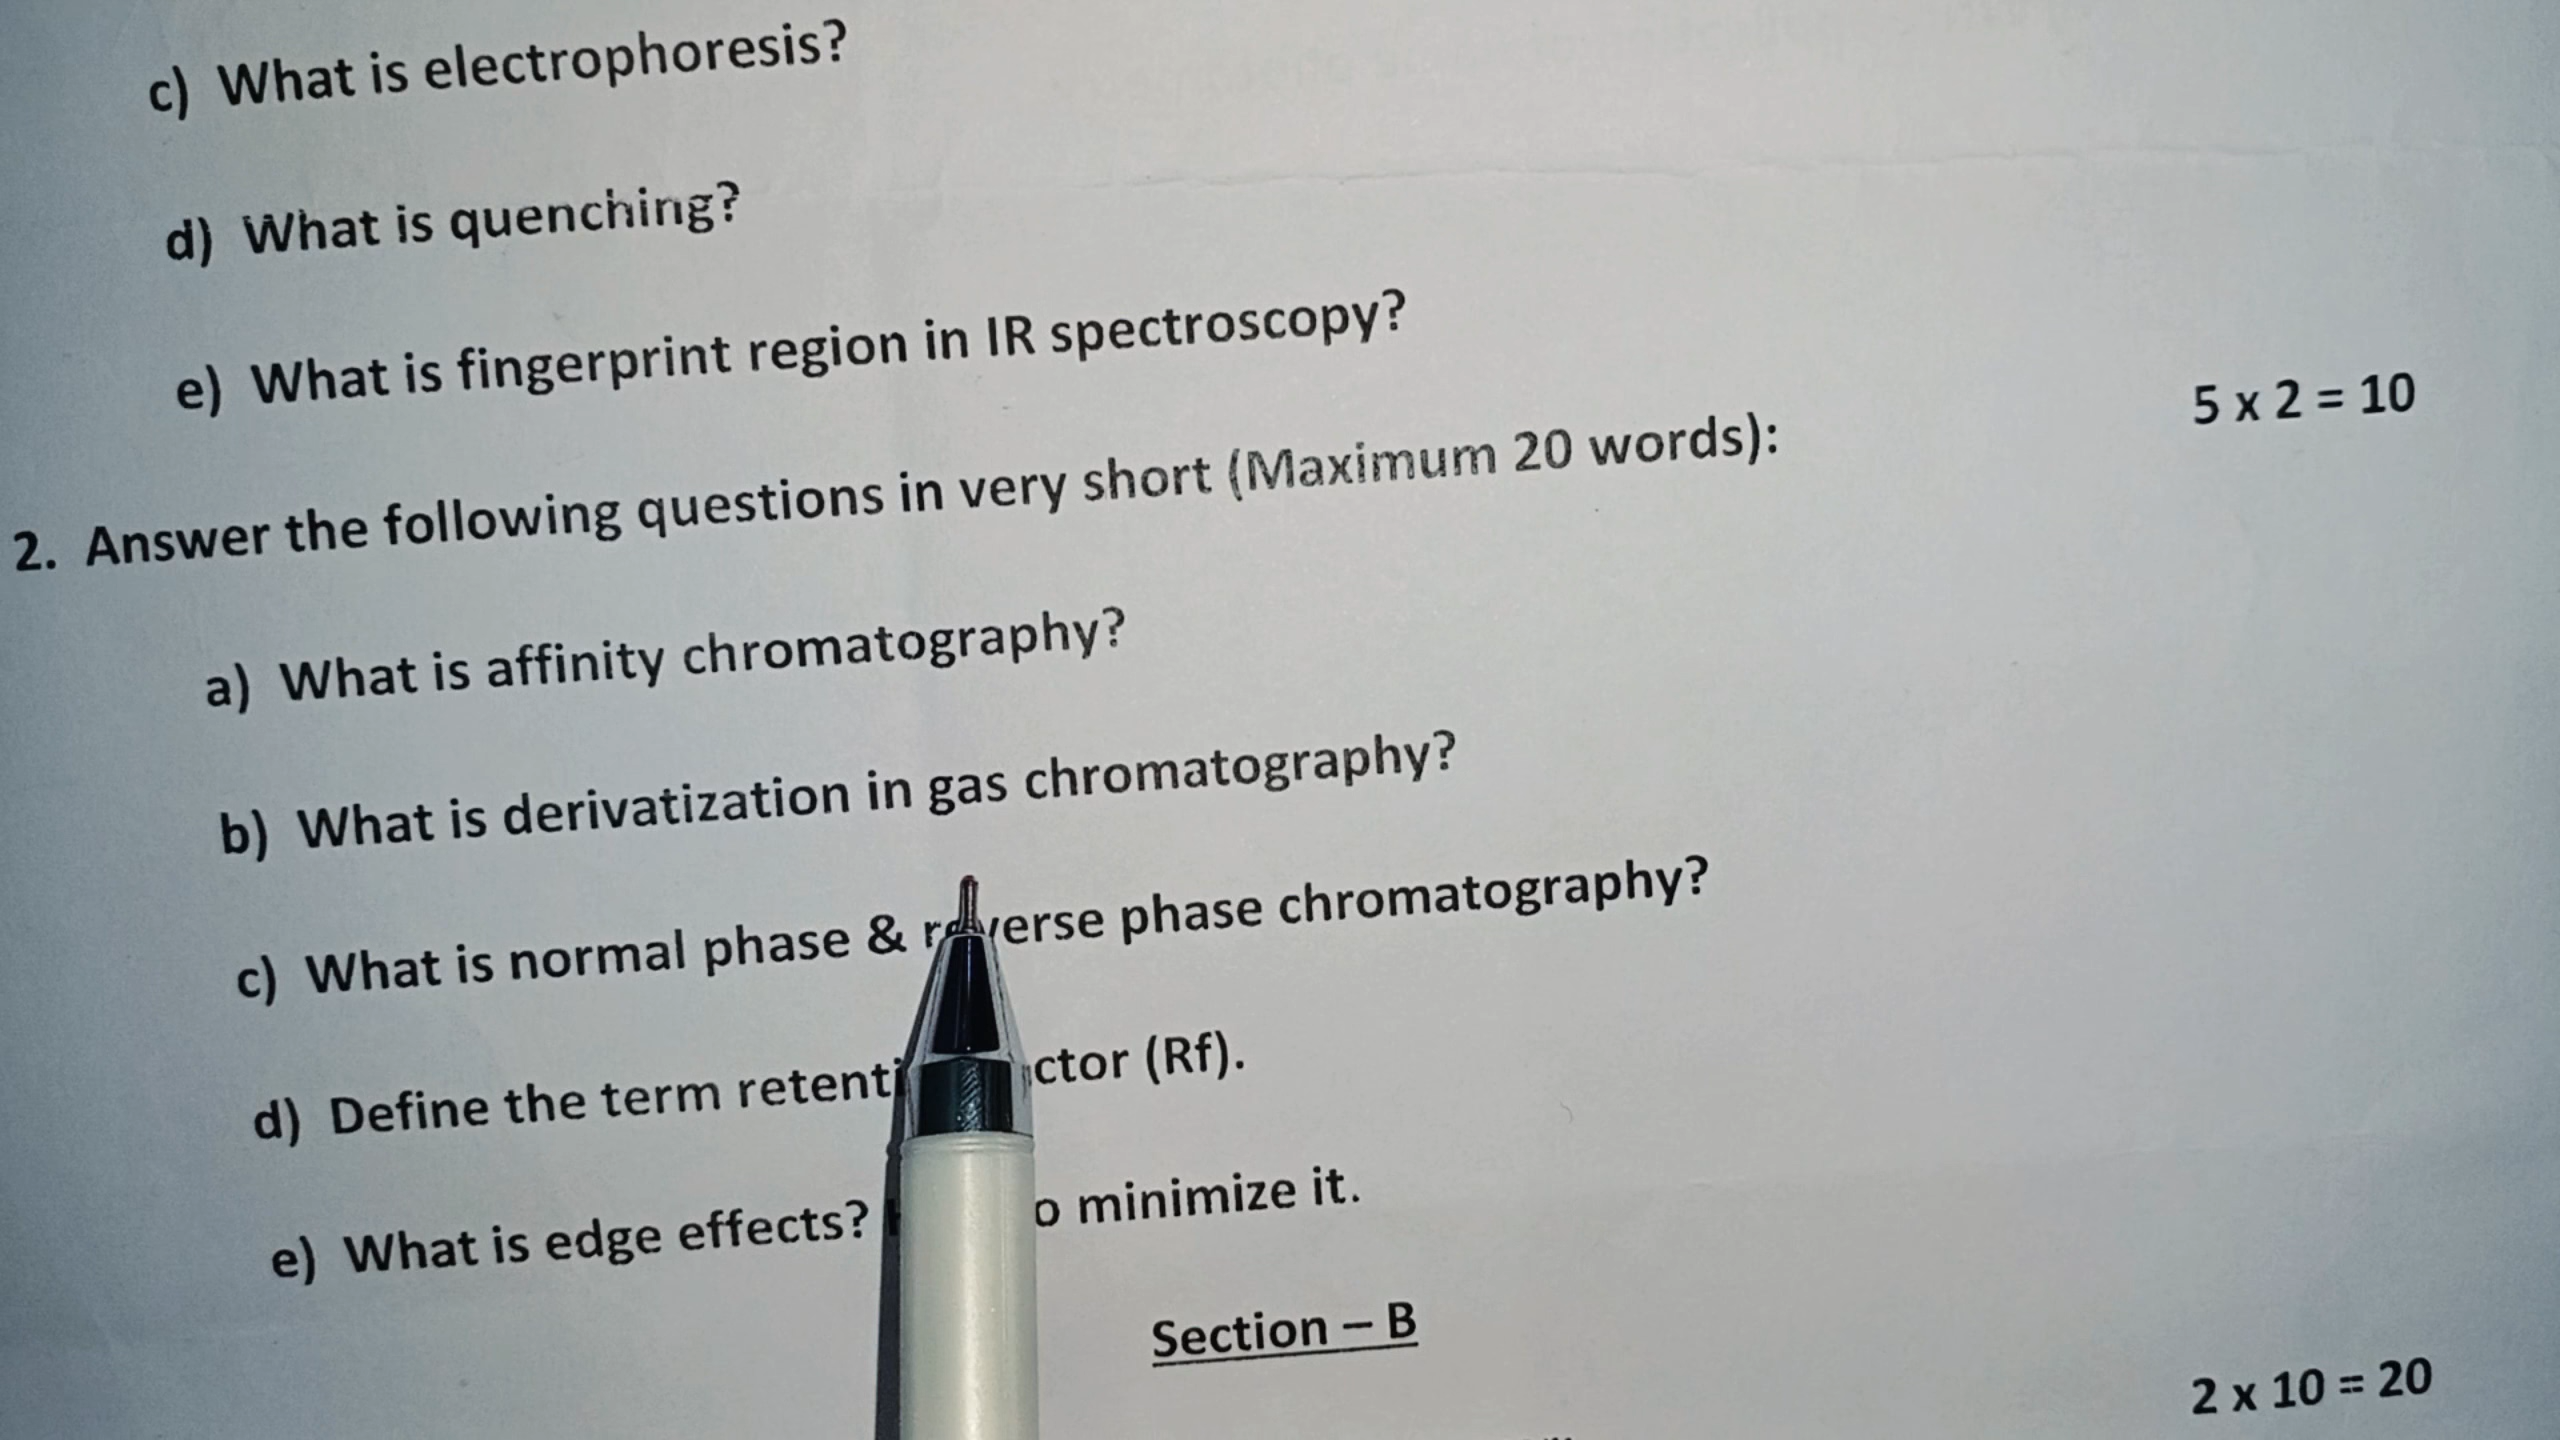 c) What is electrophoresis?
d) What is quenching?
e) What is fingerprint region in IR spectroscopy?
5 x 2 = 10
2. Answer the following questions in very short (Maximum 20 words):
a) What is affinity chromatography?
b) What is derivatization in gas chromatography?
c) What is normal phase & reverse phase chromatography?
d) Define the term (Rf).
e) What is edge effects? minimize it.
Section – B
2 x 10 = 20